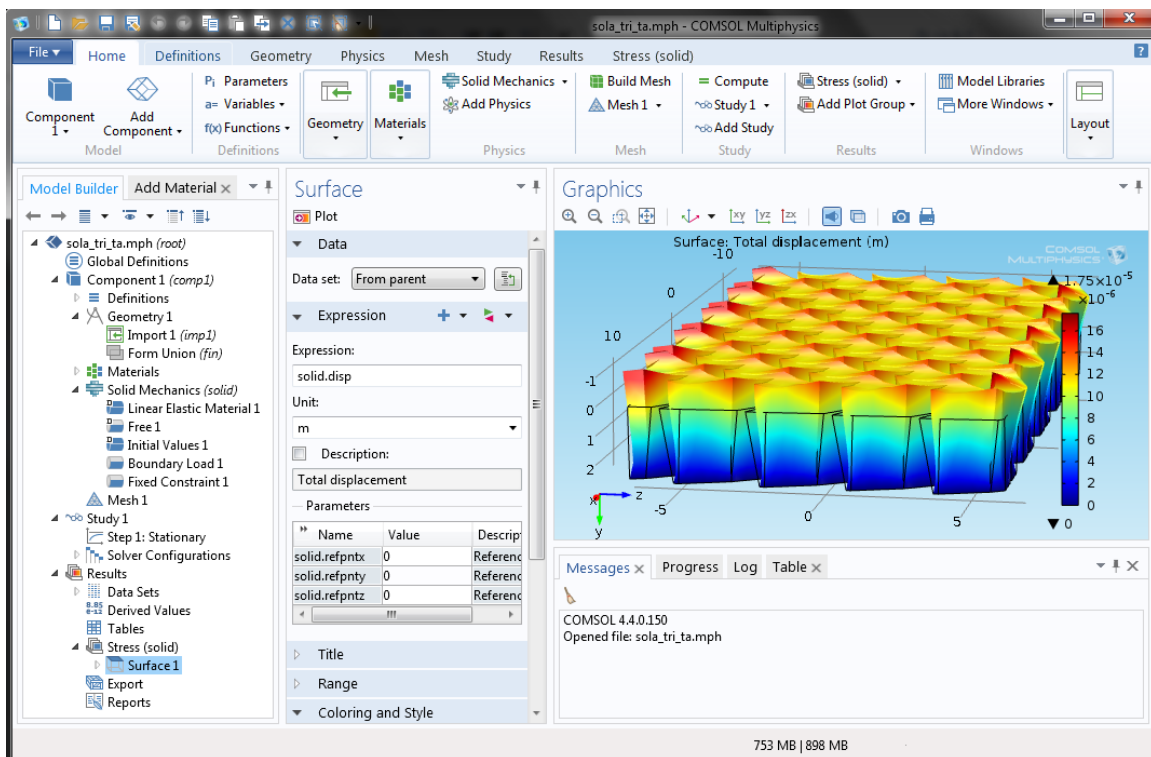 sola_tri_ta.mph - COMSOL Multiphysics
File Home Definitions Geometry Physics Mesh Study Results Stress (solid)
Component 1 Add Component Model
Pi Parameters
a= Variables
f(x) Functions
Definitions
Geometry
Materials
Solid Mechanics
Add Physics
Physics
Build Mesh
Mesh 1
Mesh
= Compute
Study 1
Add Study
Study
Stress (solid)
Add Plot Group
Results
Model Libraries
More Windows
Windows
Layout
Model Builder Add Material
sola_tri_ta.mph (root)
Global Definitions
Component 1 (comp1)
Definitions
Geometry 1
Import 1 (imp1)
Form Union (fin)
Materials
Solid Mechanics (solid)
Linear Elastic Material 1
Free 1
Initial Values 1
Boundary Load 1
Fixed Constraint 1
Mesh 1
Study 1
Step 1: Stationary
Solver Configurations
Results
Data Sets
8.85
e-12 Derived Values
Tables
Stress (solid)
Surface 1
Export
Reports
Surface
Plot
Data
Data set: From parent
Expression
Expression:
solid.disp
Unit:
m
Description:
Total displacement
Parameters
Name Value Descrip
solid.refpntx 0 Referenc
solid.refpnty 0 Referenc
solid.refpntz 0 Referenc
Title
Range
Coloring and Style
Graphics
xy yz zx
Surface: Total displacement (m)
COMSOL
MULTIPHYSICS
-10
0
10
-1
0
1
2
-5
0
5
x
z
y
▲ 1.75×10⁻⁵
×10⁻⁶
16
14
12
10
8
6
4
2
0
▼ 0
Messages Progress Log Table
COMSOL 4.4.0.150
Opened file: sola_tri_ta.mph
753 MB | 898 MB